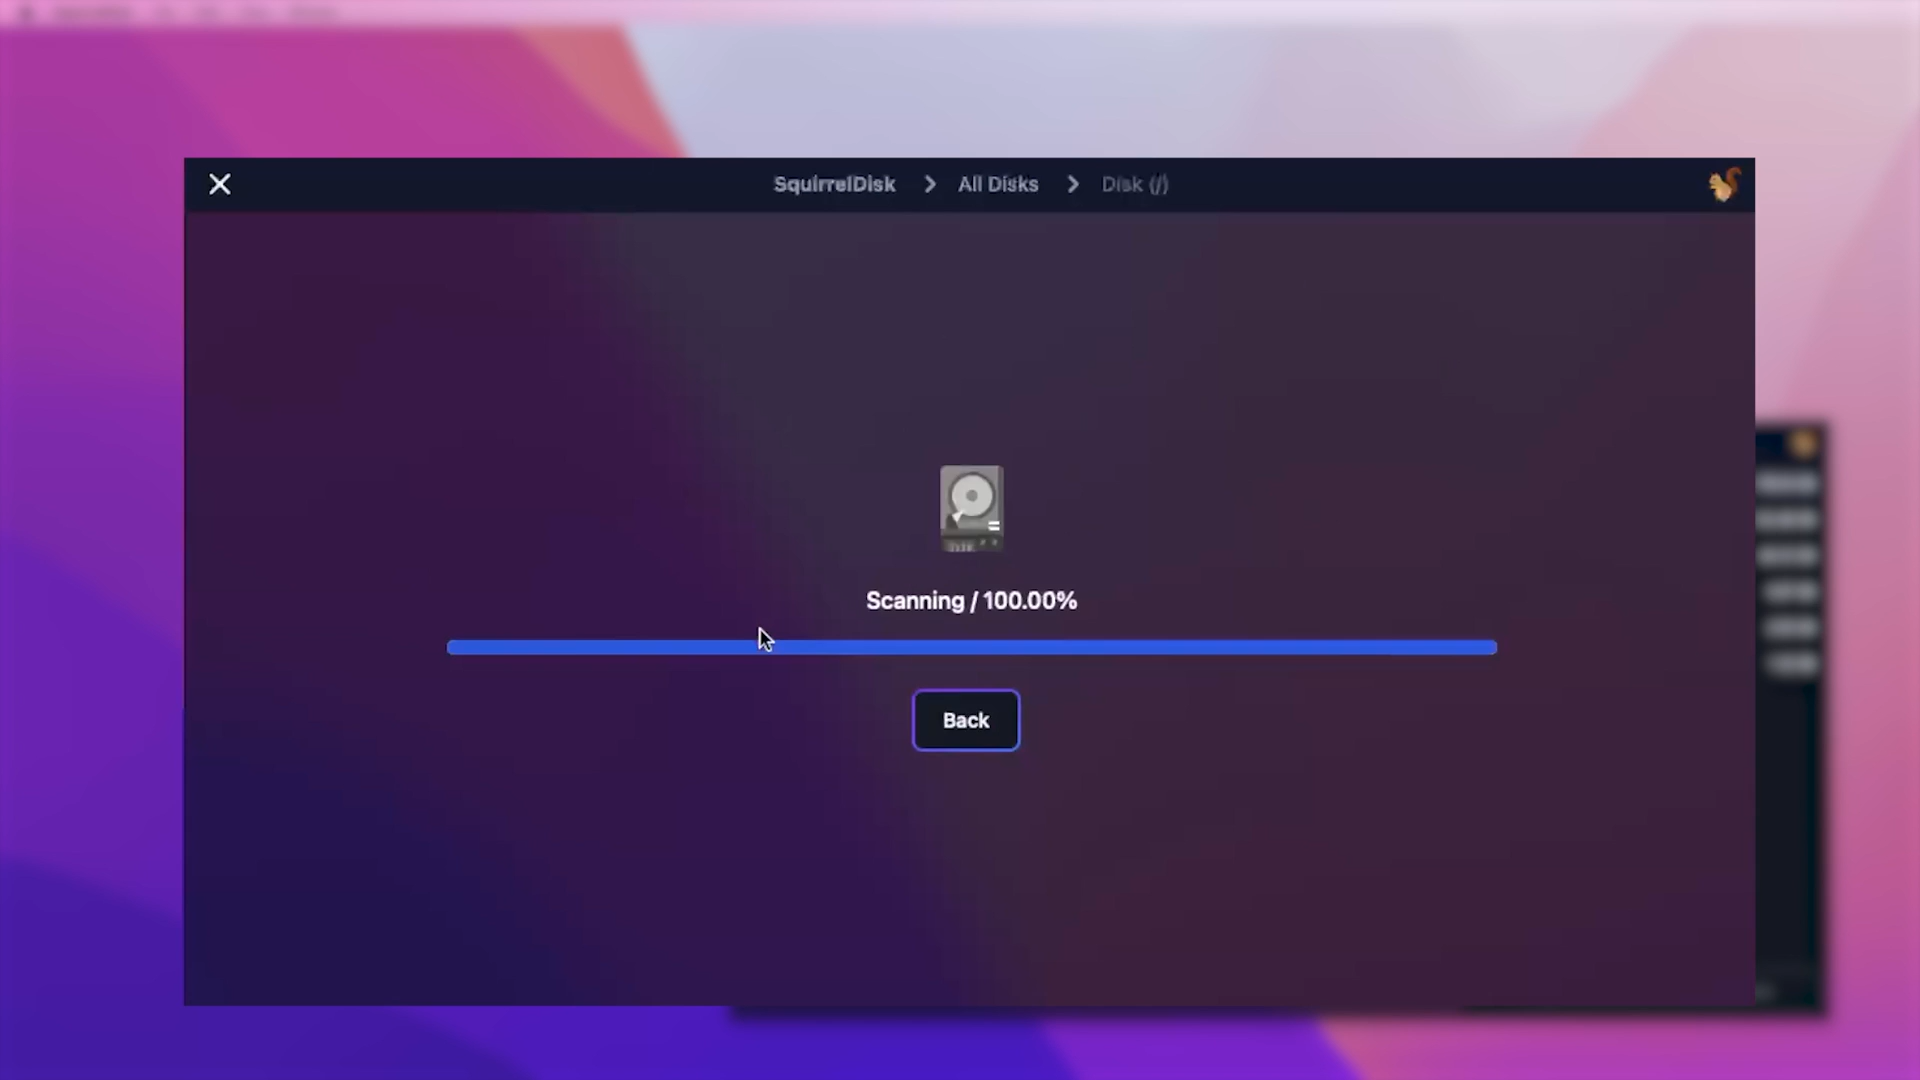 SquirrelDisk > All Disks > Disk (/)
Scanning / 100.00%
Back